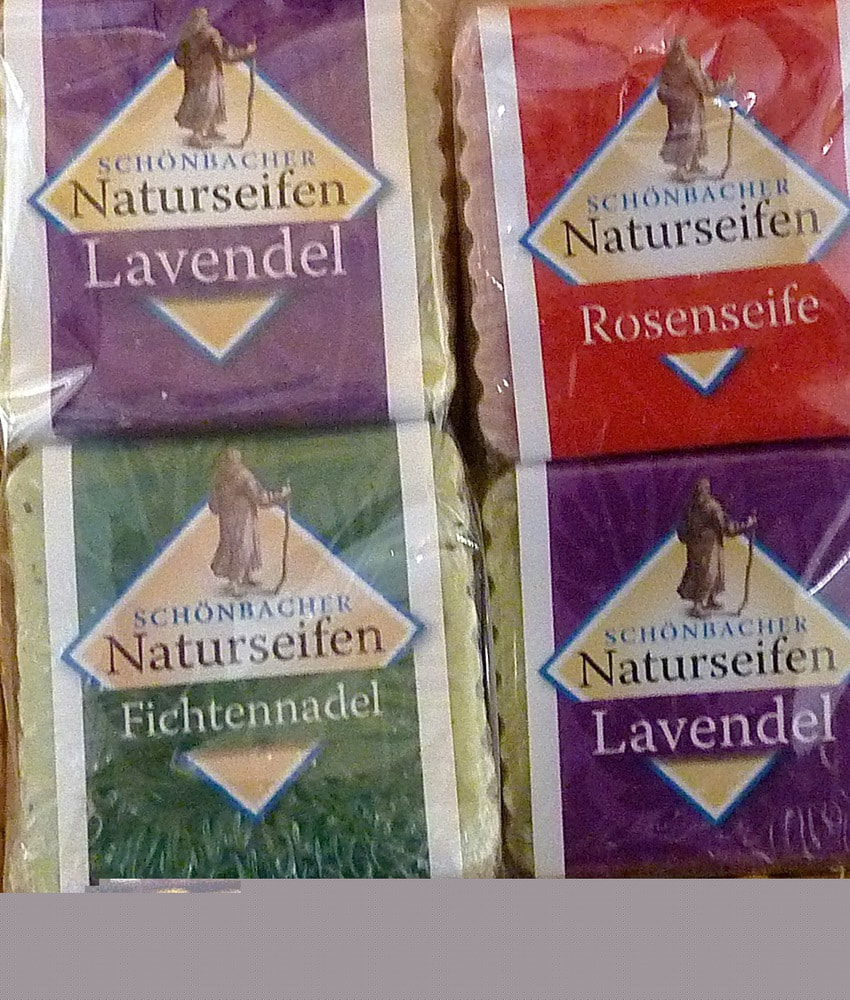 SCHÖNBACHER
Naturseifen
Lavendel
SCHÖNBACHER
Naturseifen
Rosenseife
SCHÖNBACHER
Naturseifen
Fichtennadel
SCHÖNBACHER
Naturseifen
Lavendel